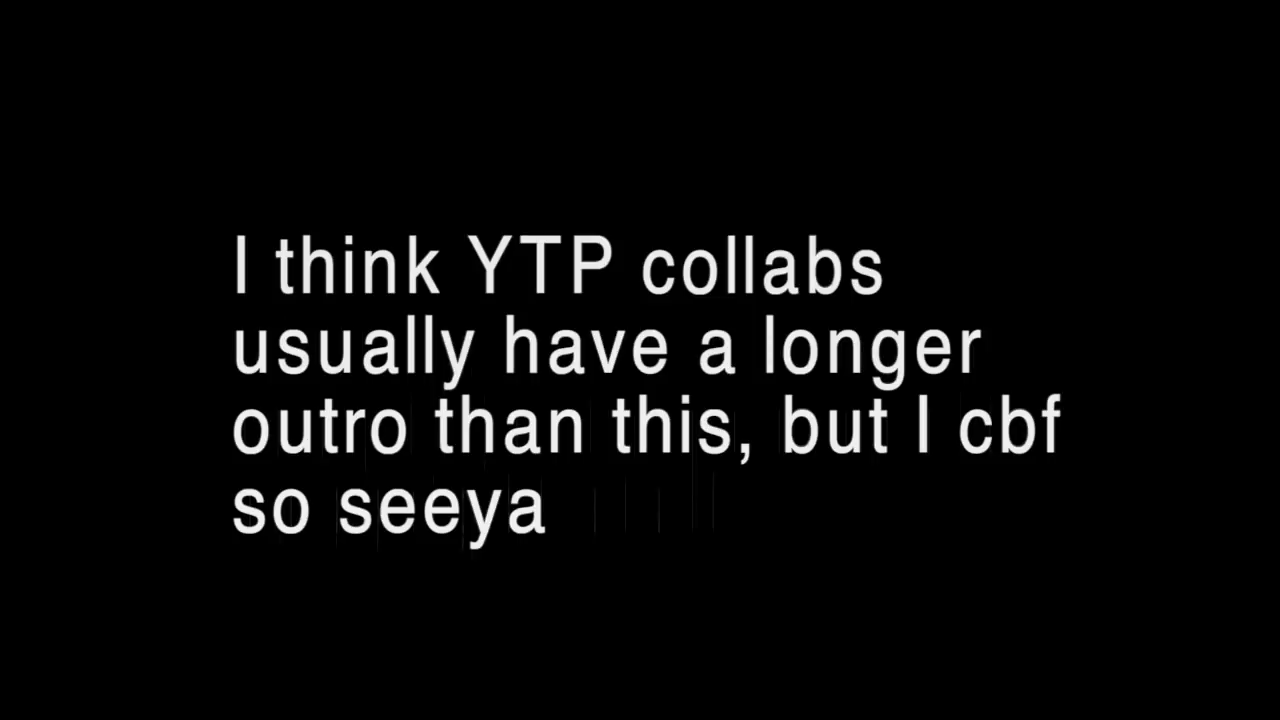 I think YTP collabs
usually have a longer
outro than this, but I cbf
so seeya